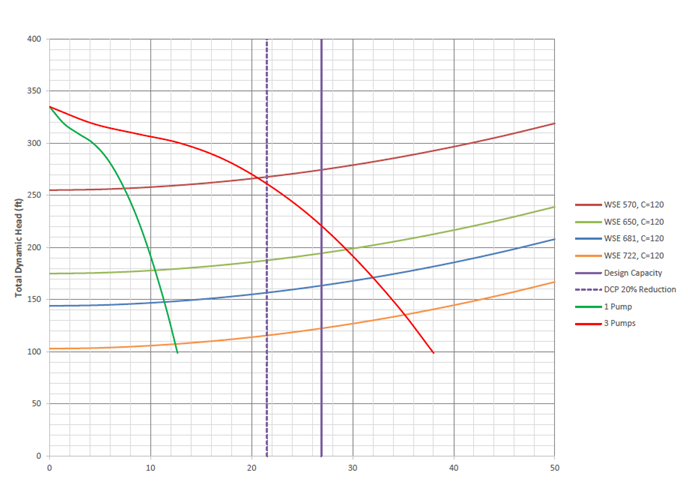 400
350
300
250
200
150
100
50
0
Total Dynamic Head (ft)
0 10 20 30 40 50
WSE 570, C=120
WSE 650, C=120
WSE 681, C=120
WSE 722, C=120
Design Capacity
DCP 20% Reduction
1 Pump
3 Pumps